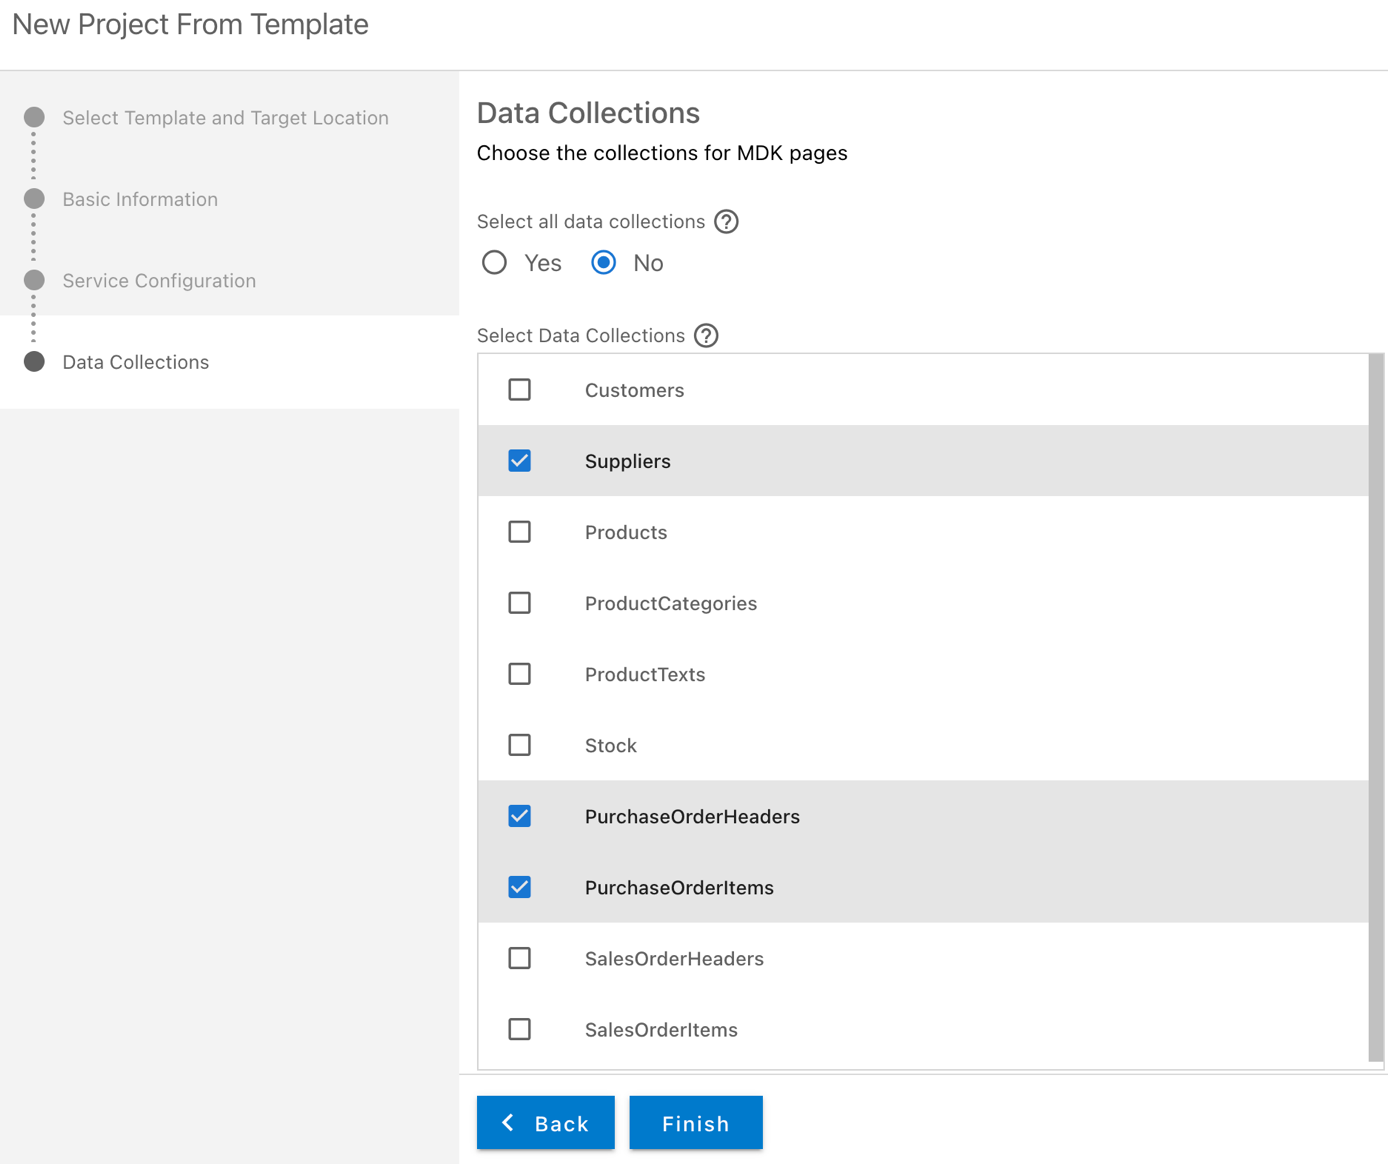 New Project From Template
Select Template and Target Location
Basic Information
Service Configuration
Data Collections
Data Collections
Choose the collections for MDK pages
Select all data collections ?
Yes No
Select Data Collections ?
Customers
Suppliers
Products
ProductCategories
ProductTexts
Stock
PurchaseOrderHeaders
PurchaseOrderItems
SalesOrderHeaders
SalesOrderItems
Back Finish